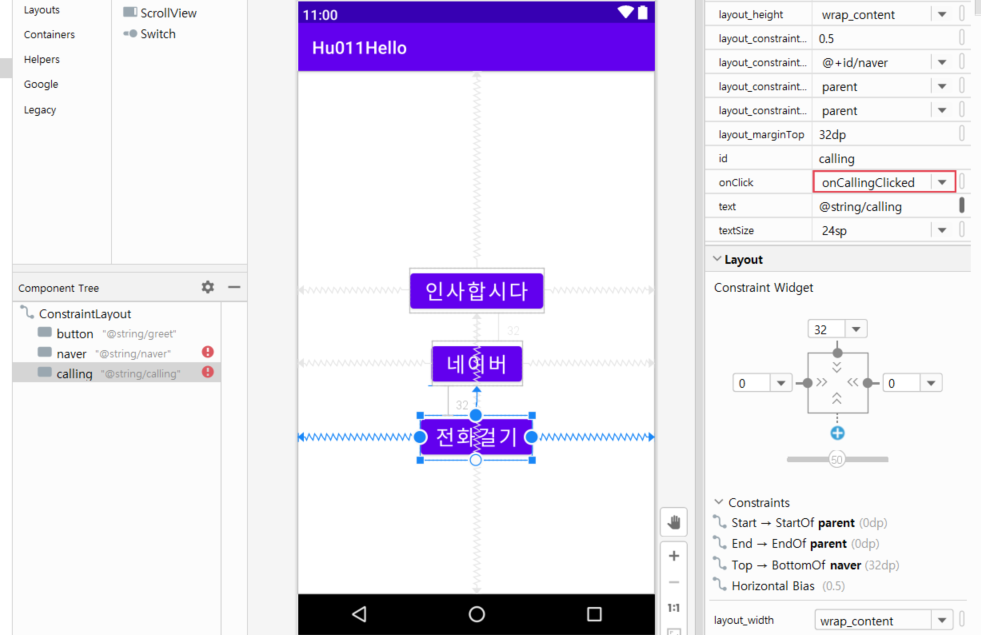 Layouts
Containers
Helpers
Google
Legacy
ScrollView
Switch
Component Tree
ConstraintLayout
button "@string/greet"
naver "@string/naver"
calling "@string/calling"
11:00
Hu011Hello
인사합시다
32
네이버
32
전화걸기
1:1
layout_height wrap_content
layout_constraint... 0.5
layout_constraint... @+id/naver
layout_constraint... parent
layout_constraint... parent
layout_marginTop 32dp
id calling
onClick onCallingClicked
text @string/calling
textSize 24sp
Layout
Constraint Widget
32
0 0
50
Constraints
Start → StartOf parent (0dp)
End → EndOf parent (0dp)
Top → BottomOf naver (32dp)
Horizontal Bias (0.5)
layout_width wrap_content